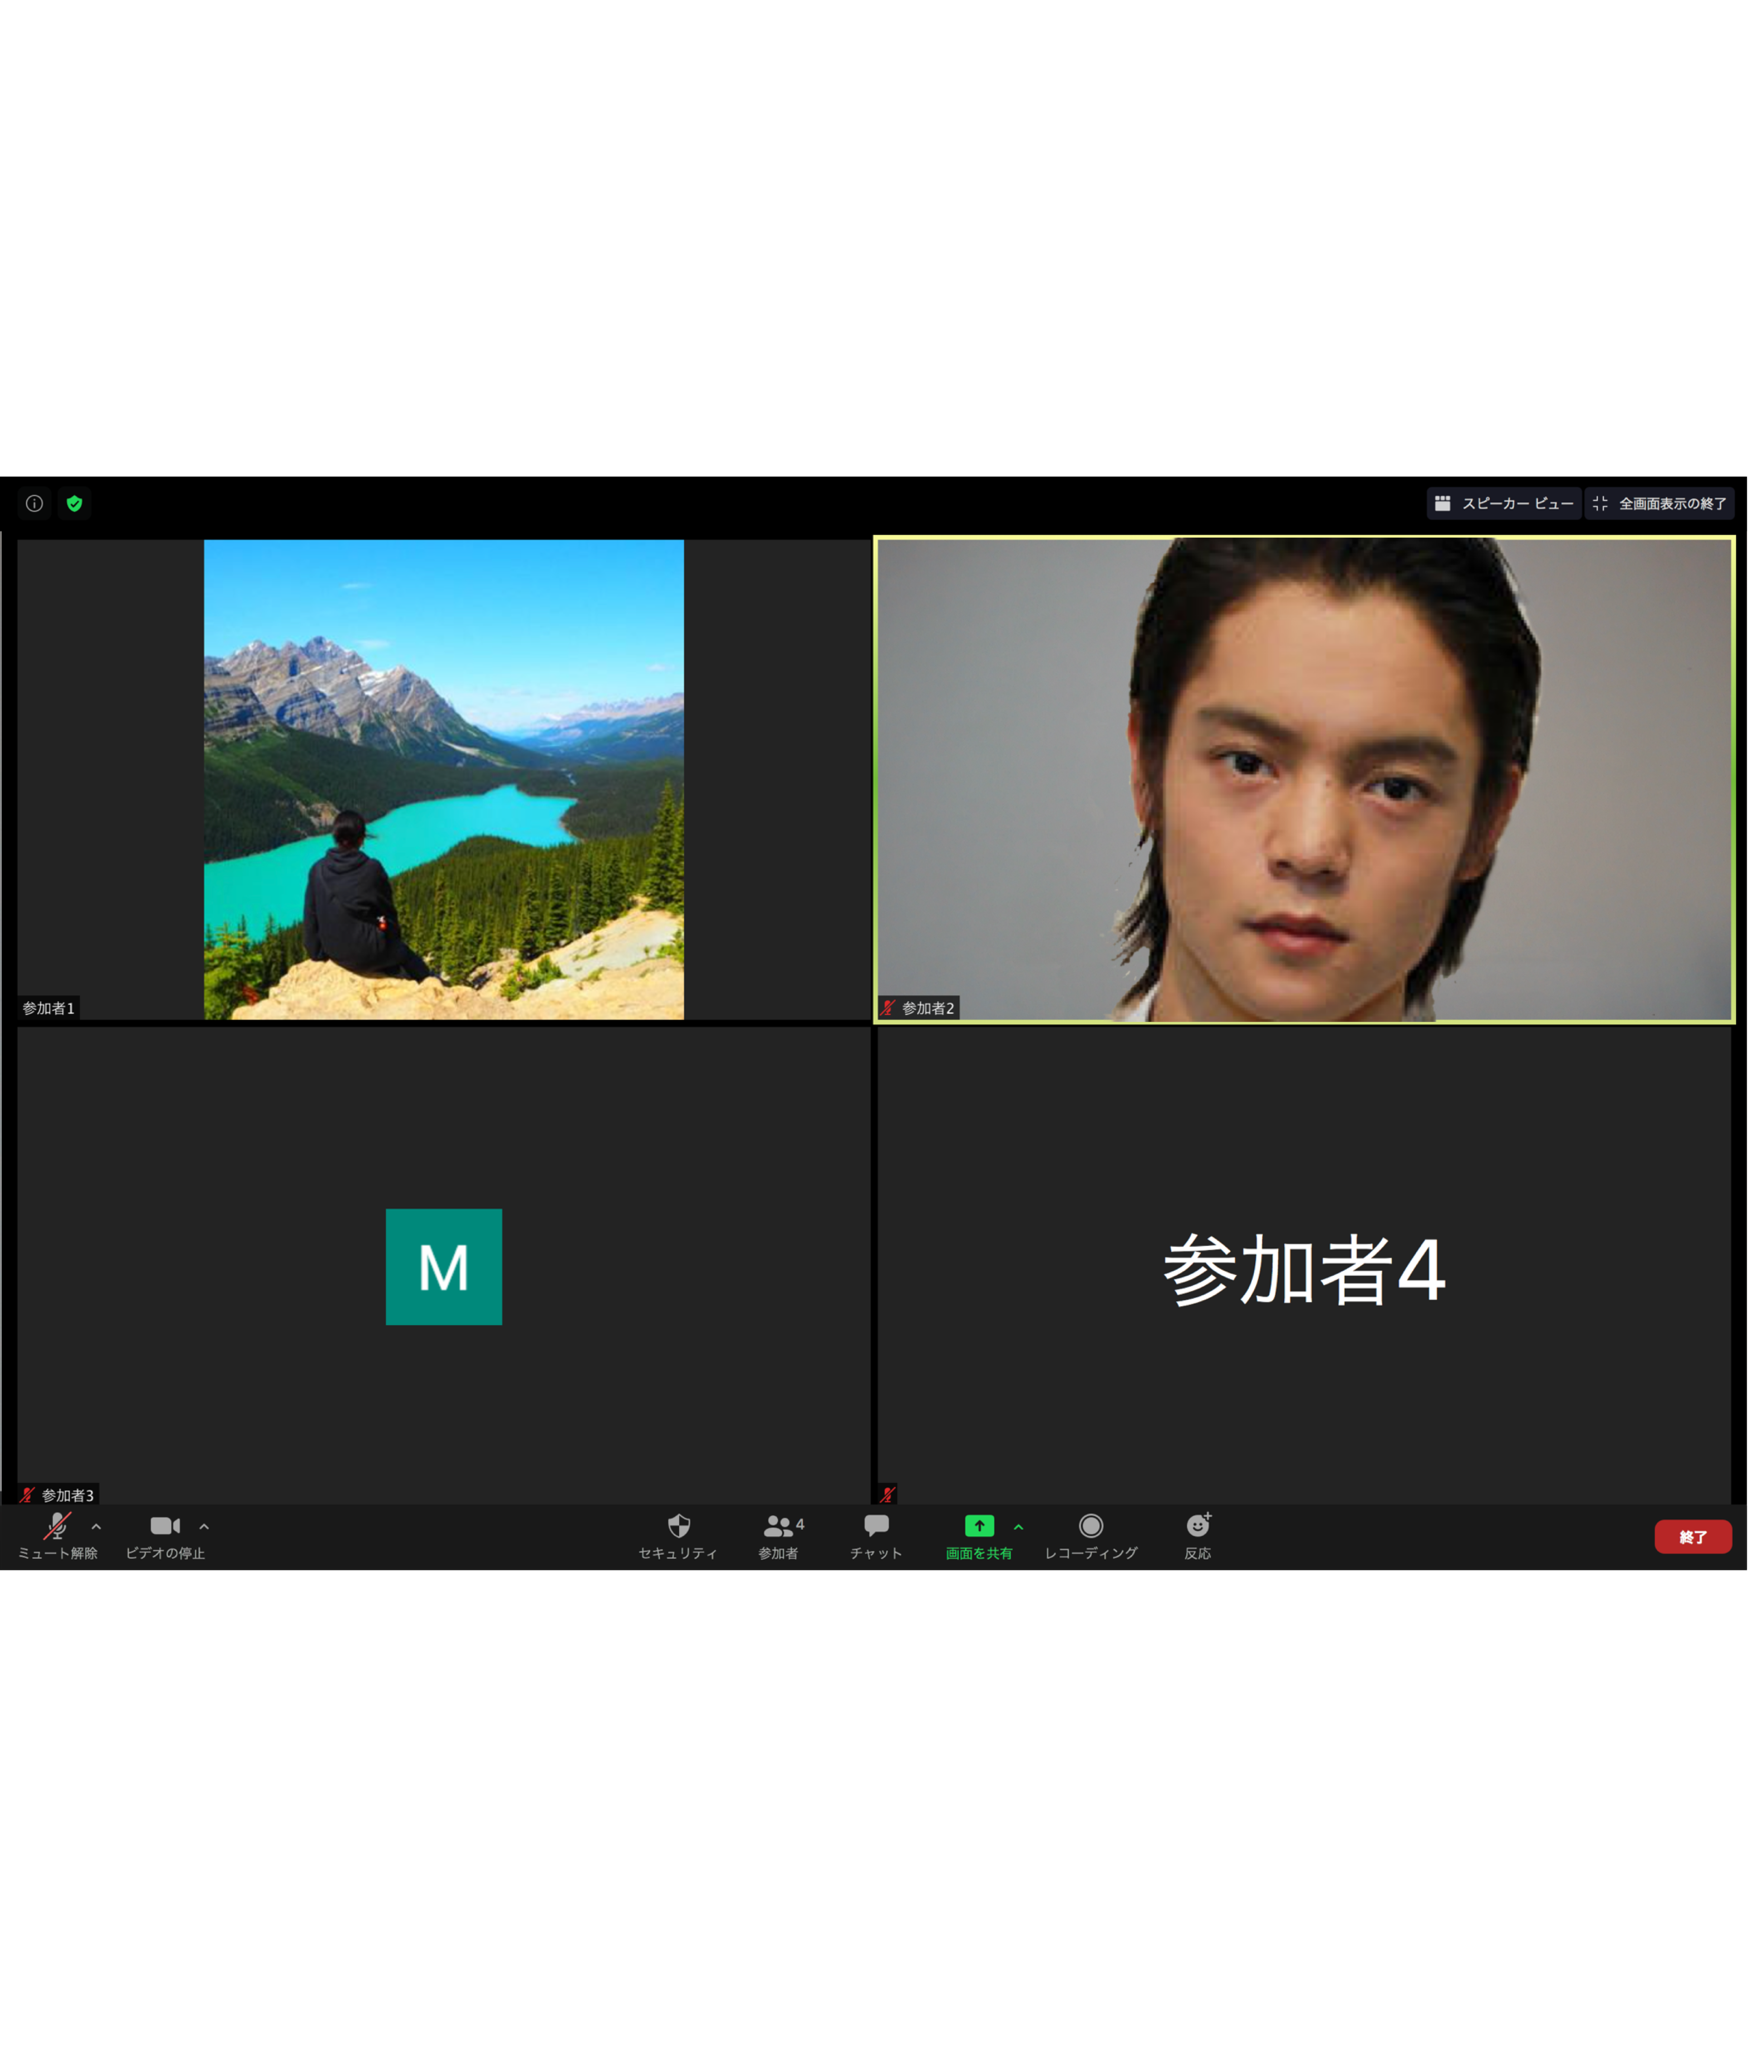 スピーカー ビュー
全画面表示の終了
参加者1
参加者2
M
参加者4
参加者3
ミュート解除
ビデオの停止
セキュリティ
4
参加者
チャット
画面を共有
レコーディング
反応
終了